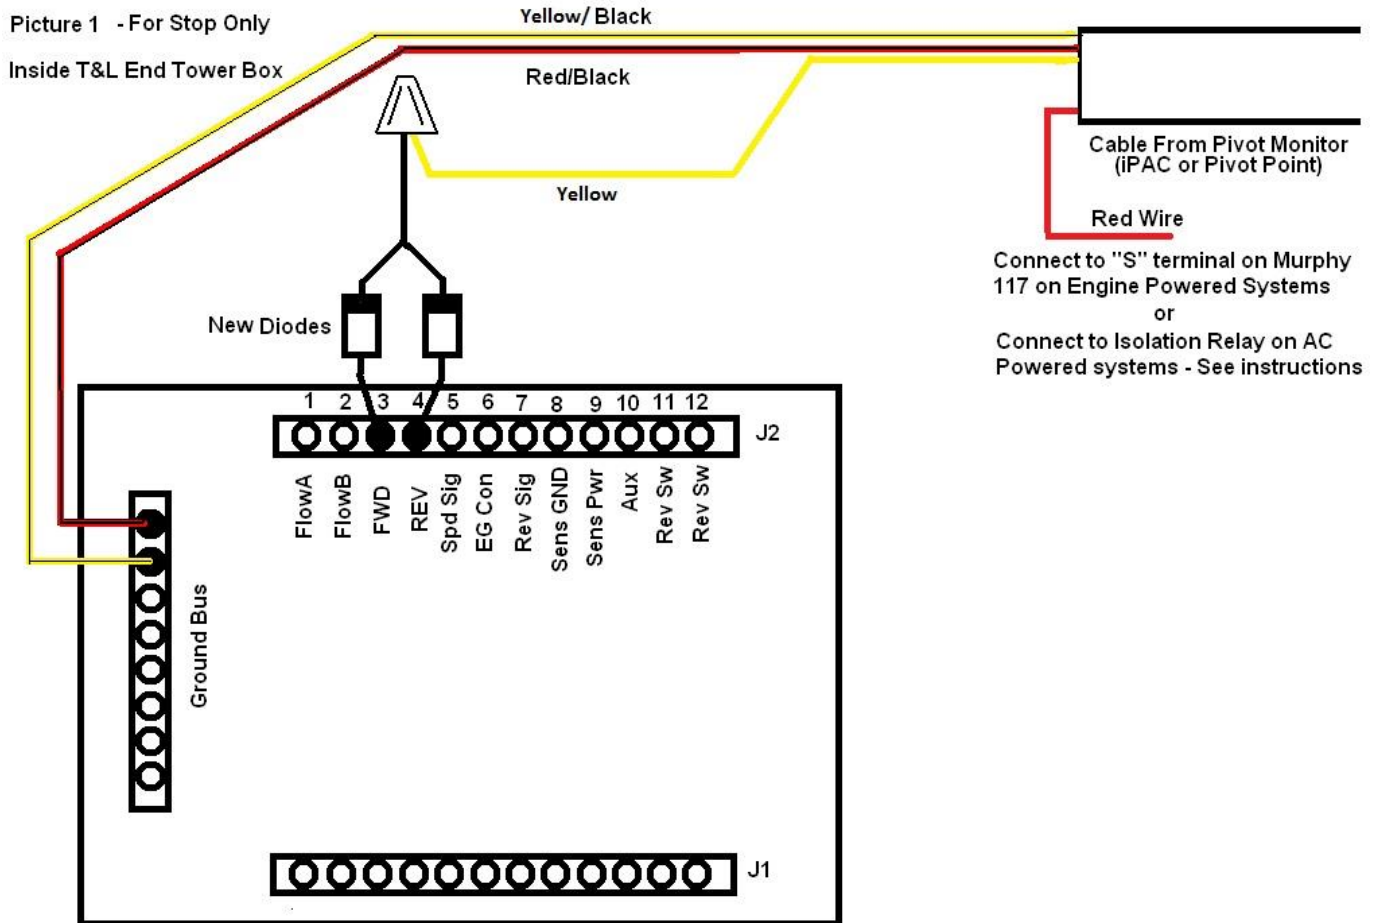 Picture 1 - For Stop Only
Inside T&L End Tower Box
Yellow/ Black
Red/Black
Yellow
Cable From Pivot Monitor
(iPAC or Pivot Point)
Red Wire
Connect to "S" terminal on Murphy
117 on Engine Powered Systems
or
Connect to Isolation Relay on AC
Powered systems - See instructions
New Diodes
1 2 3 4 5 6 7 8 9 10 11 12
J2
FlowA
FlowB
FWD
REV
Spd Sig
EG Con
Rev Sig
Sens GND
Sens Pwr
Aux
Rev Sw
Rev Sw
Ground Bus
J1